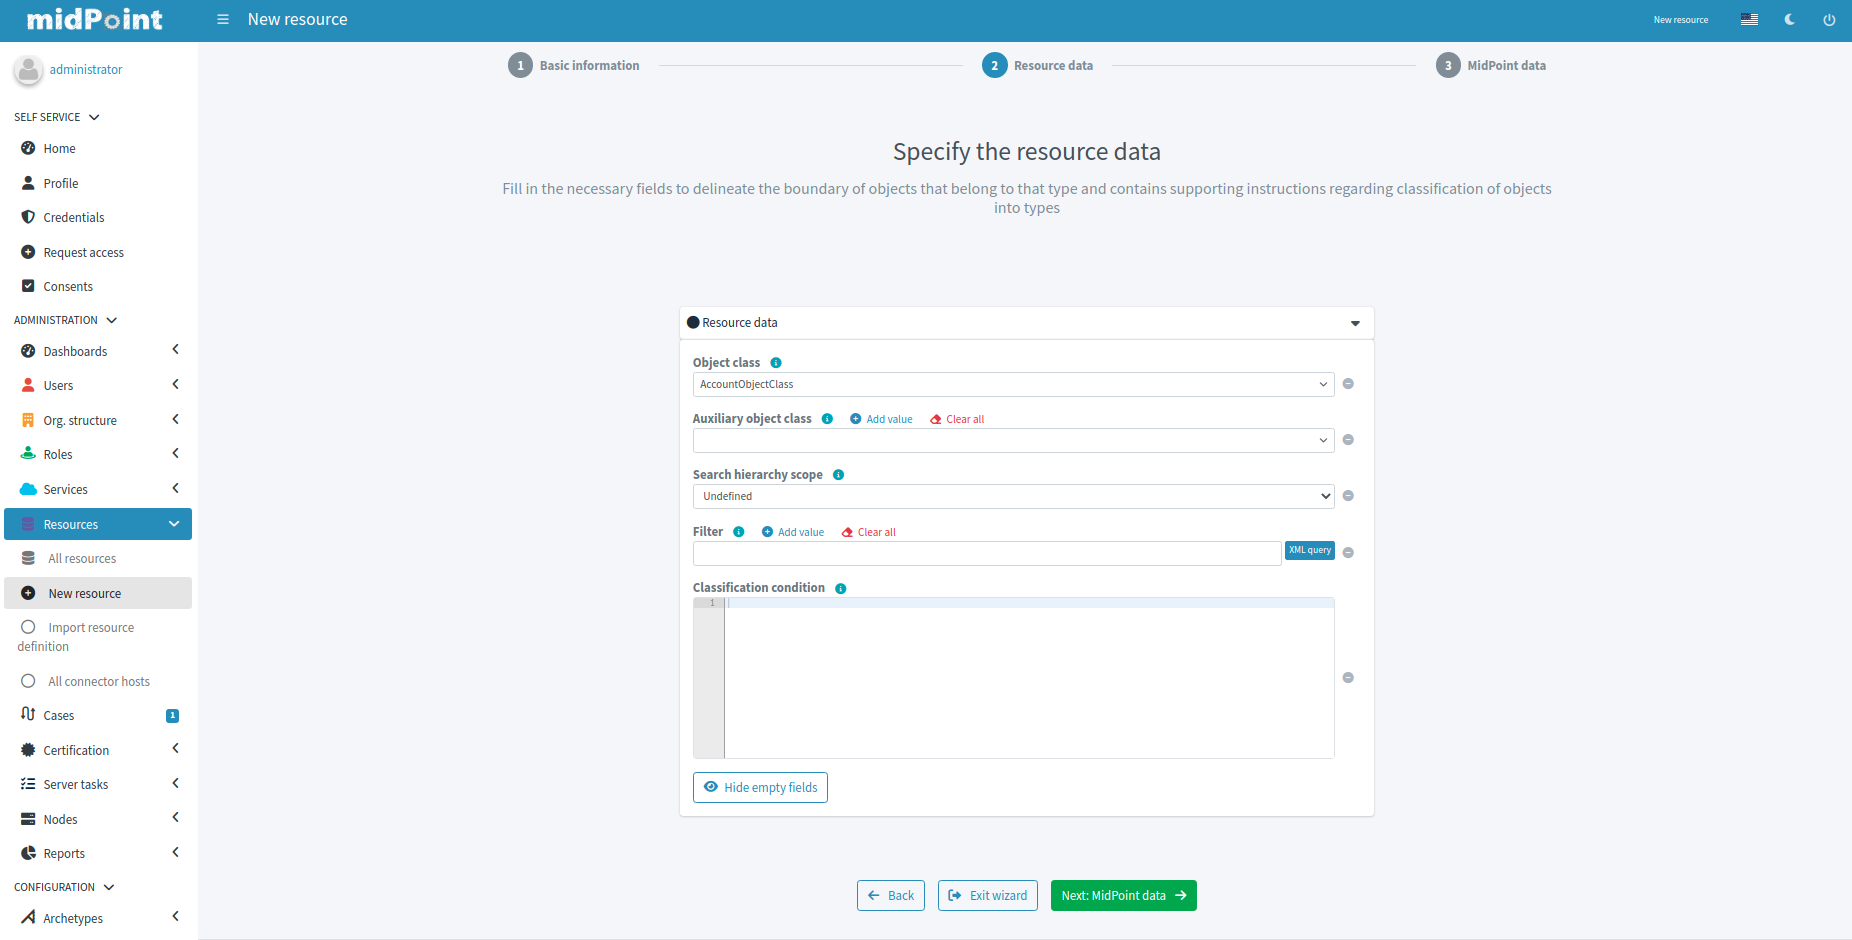 midPoint
New resource
New resource
administrator
SELF SERVICE
Home
Profile
Credentials
Request access
Consents
ADMINISTRATION
Dashboards
Users
Org. structure
Roles
Services
Resources
All resources
New resource
Import resource
definition
All connector hosts
Cases 1
Certification
Server tasks
Nodes
Reports
CONFIGURATION
Archetypes
1 Basic information
2 Resource data
3 MidPoint data
Specify the resource data
Fill in the necessary fields to delineate the boundary of objects that belong to that type and contains supporting instructions regarding classification of objects
into types
Resource data
Object class
AccountObjectClass
Auxiliary object class Add value Clear all
Search hierarchy scope
Undefined
Filter Add value Clear all
XML query
Classification condition
1
Hide empty fields
Back Exit wizard Next: MidPoint data